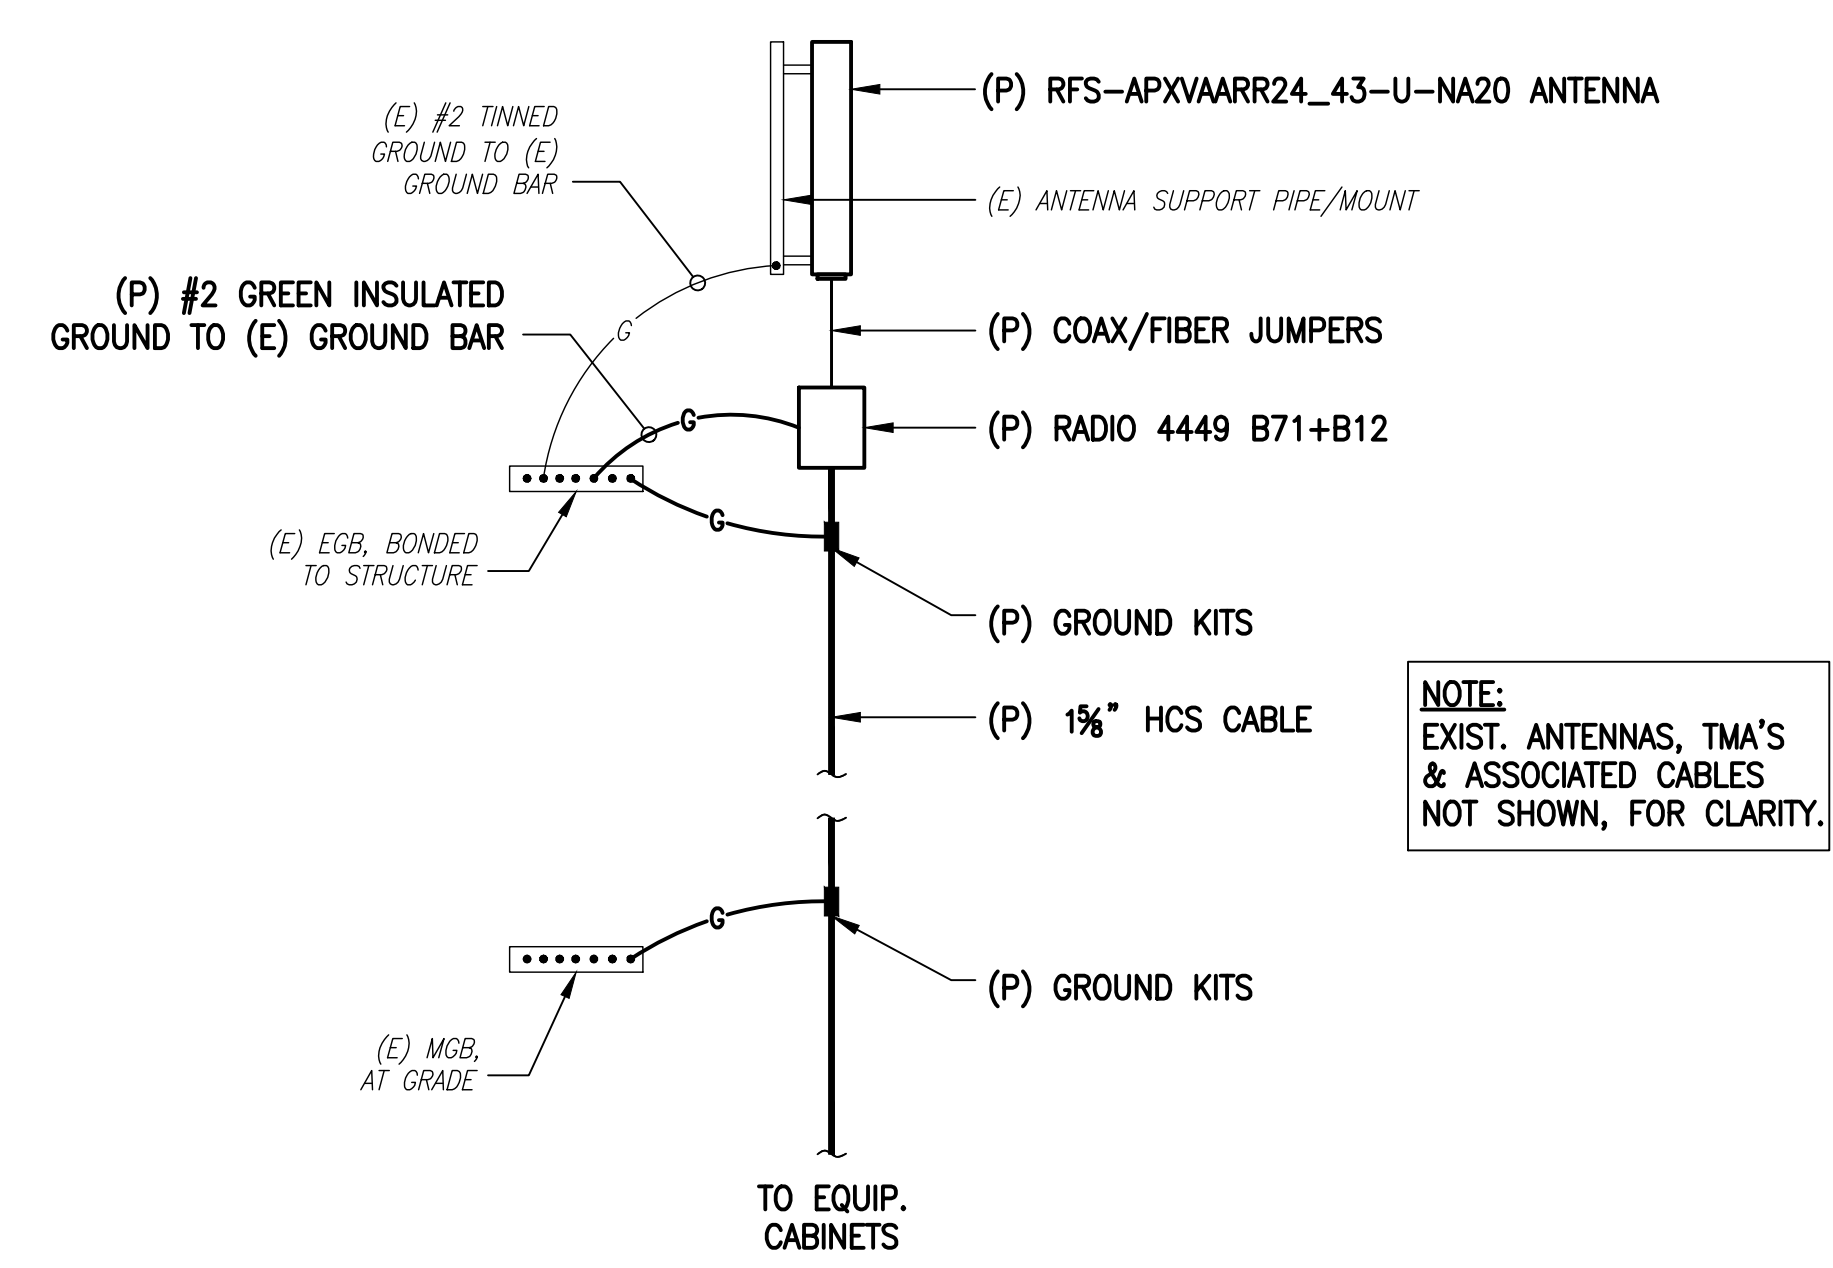 (P) RFS-APXVAARR24_43-U-NA20 ANTENNA
(E) #2 TINNED
GROUND TO (E)
GROUND BAR
(E) ANTENNA SUPPORT PIPE/MOUNT
(P) #2 GREEN INSULATED
GROUND TO (E) GROUND BAR
G
(P) COAX/FIBER JUMPERS
G
(P) RADIO 4449 B71+B12
G
(E) EGB, BONDED
TO STRUCTURE
(P) GROUND KITS
(P) 1⅝" HCS CABLE
NOTE:
EXIST. ANTENNAS, TMA'S
& ASSOCIATED CABLES
NOT SHOWN, FOR CLARITY.
G
(P) GROUND KITS
(E) MGB,
AT GRADE
TO EQUIP.
CABINETS